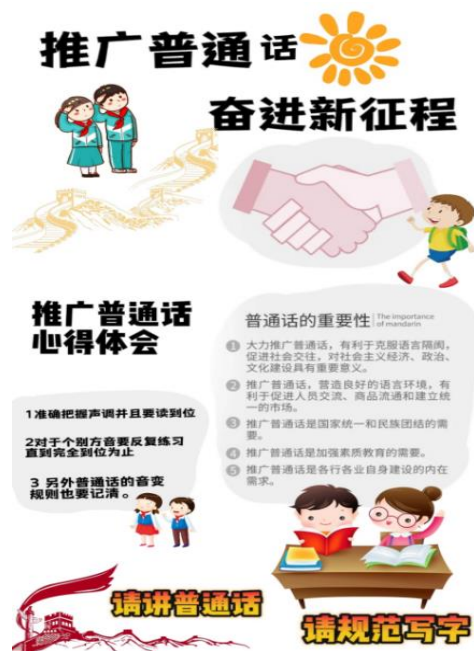 推广普通话
奋进新征程
推广普通话
心得体会
1准确把握声调并且要读到位
2对于个别方音要反复练习
直到完全到位为止
3 另外普通话的音变
规则也要记清。
普通话的重要性
The importance
of mandarin
1 大力推广普通话，有利于克服语言隔阂，
促进社会交往，对社会主义经济、政治、
文化建设具有重要意义。
2 推广普通话，营造良好的语言环境，有
利于促进人员交流、商品流通和建立统
一的市场。
3 推广普通话是国家统一和民族团结的需
要。
4 推广普通话是加强素质教育的需要。
5 推广普通话是各行各业自身建设的内在
需求。
请讲普通话
请规范写字